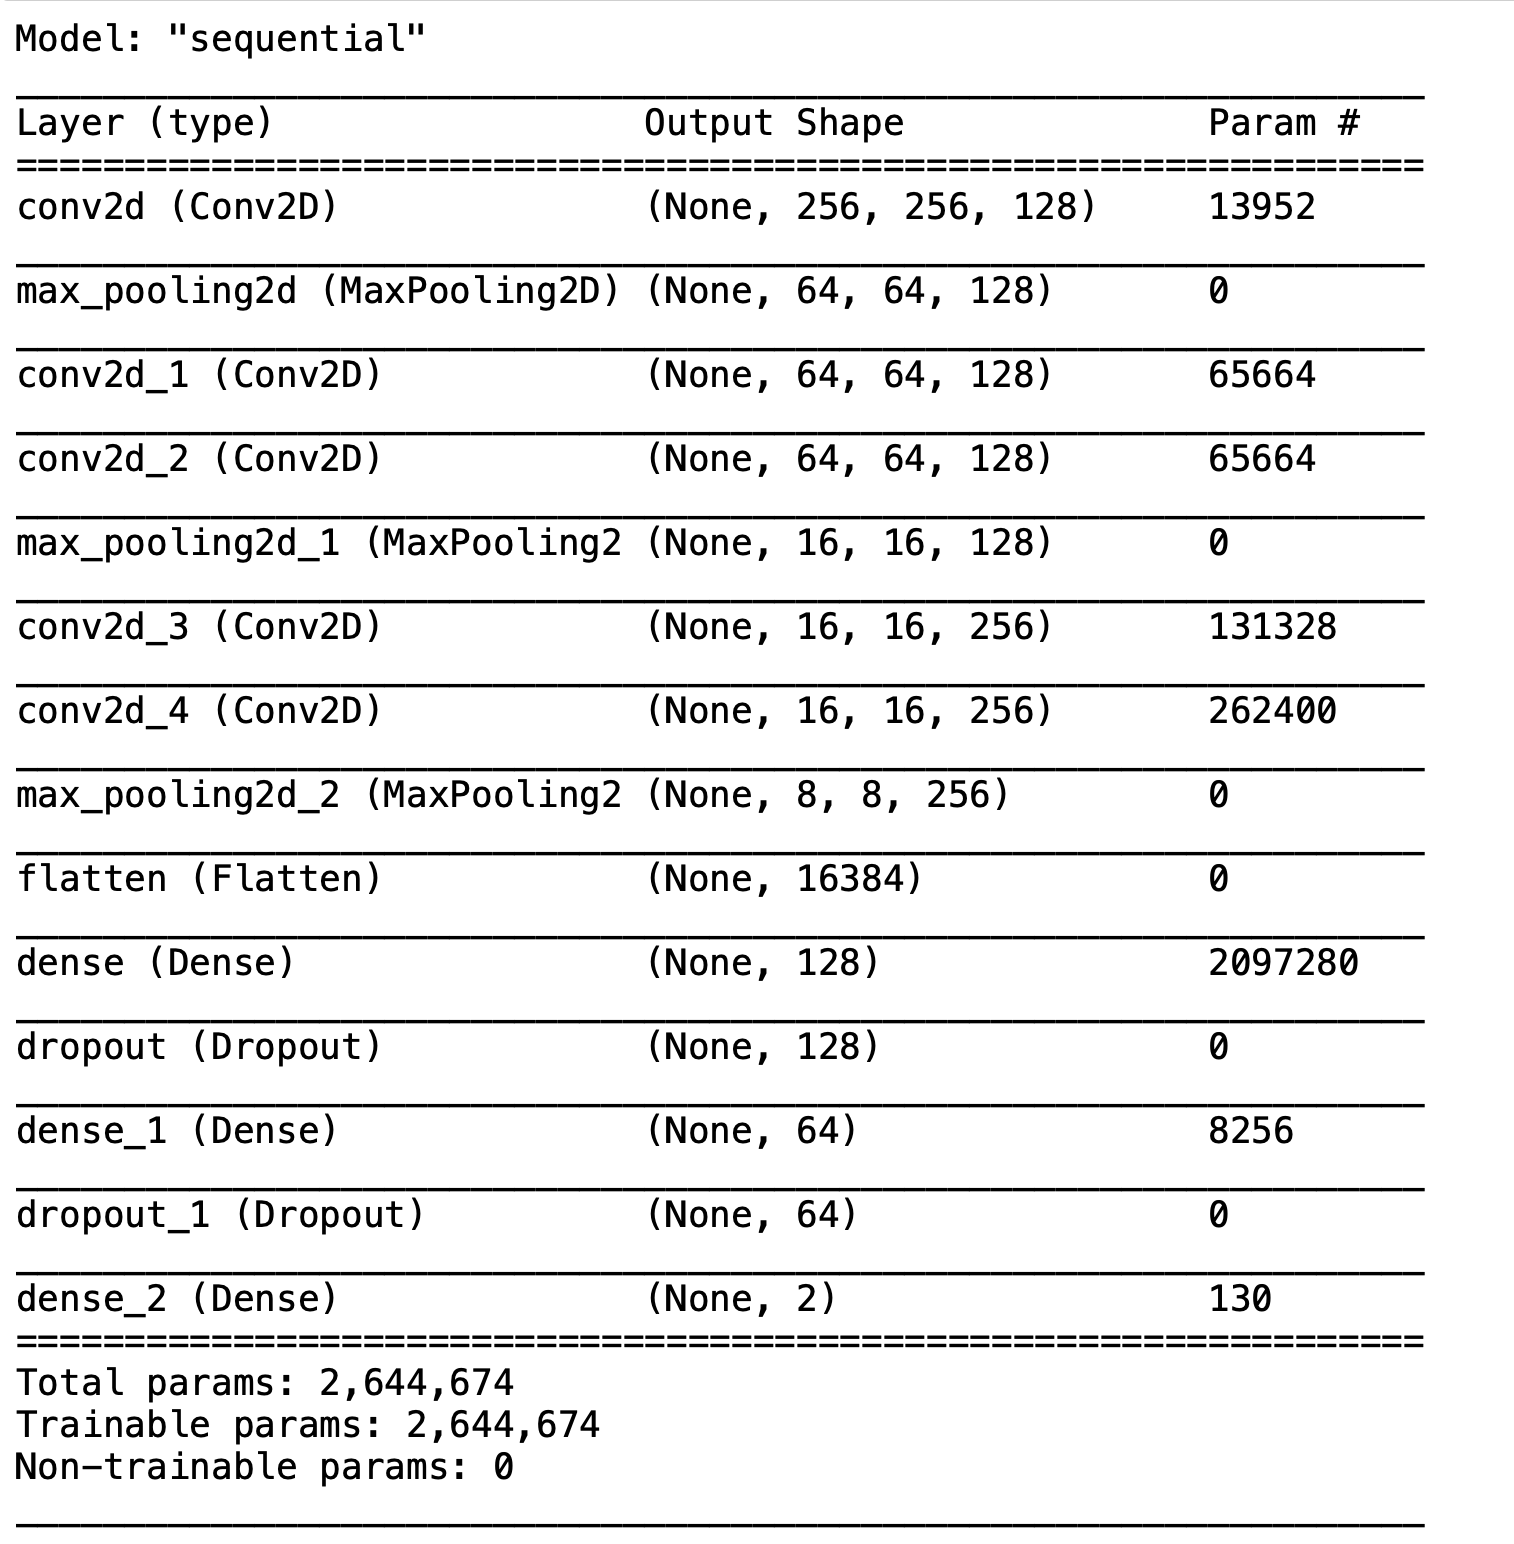 Model: "sequential"
Layer (type) Output Shape Param #
conv2d (Conv2D) (None, 256, 256, 128) 13952
max_pooling2d (MaxPooling2D) (None, 64, 64, 128) 0
conv2d_1 (Conv2D) (None, 64, 64, 128) 65664
conv2d_2 (Conv2D) (None, 64, 64, 128) 65664
max_pooling2d_1 (MaxPooling2 (None, 16, 16, 128) 0
conv2d_3 (Conv2D) (None, 16, 16, 256) 131328
conv2d_4 (Conv2D) (None, 16, 16, 256) 262400
max_pooling2d_2 (MaxPooling2 (None, 8, 8, 256) 0
flatten (Flatten) (None, 16384) 0
dense (Dense) (None, 128) 2097280
dropout (Dropout) (None, 128) 0
dense_1 (Dense) (None, 64) 8256
dropout_1 (Dropout) (None, 64) 0
dense_2 (Dense) (None, 2) 130
Total params: 2,644,674
Trainable params: 2,644,674
Non-trainable params: 0